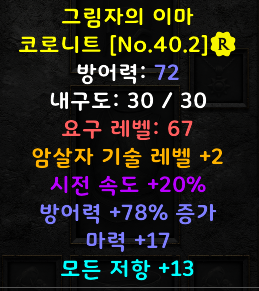 그림자의 이마
코로니트 [No.40.2] R
방어력: 72
내구도: 30 / 30
요구 레벨: 67
암살자 기술 레벨 +2
시전 속도 +20%
방어력 +78% 증가
마력 +17
모든 저항 +13